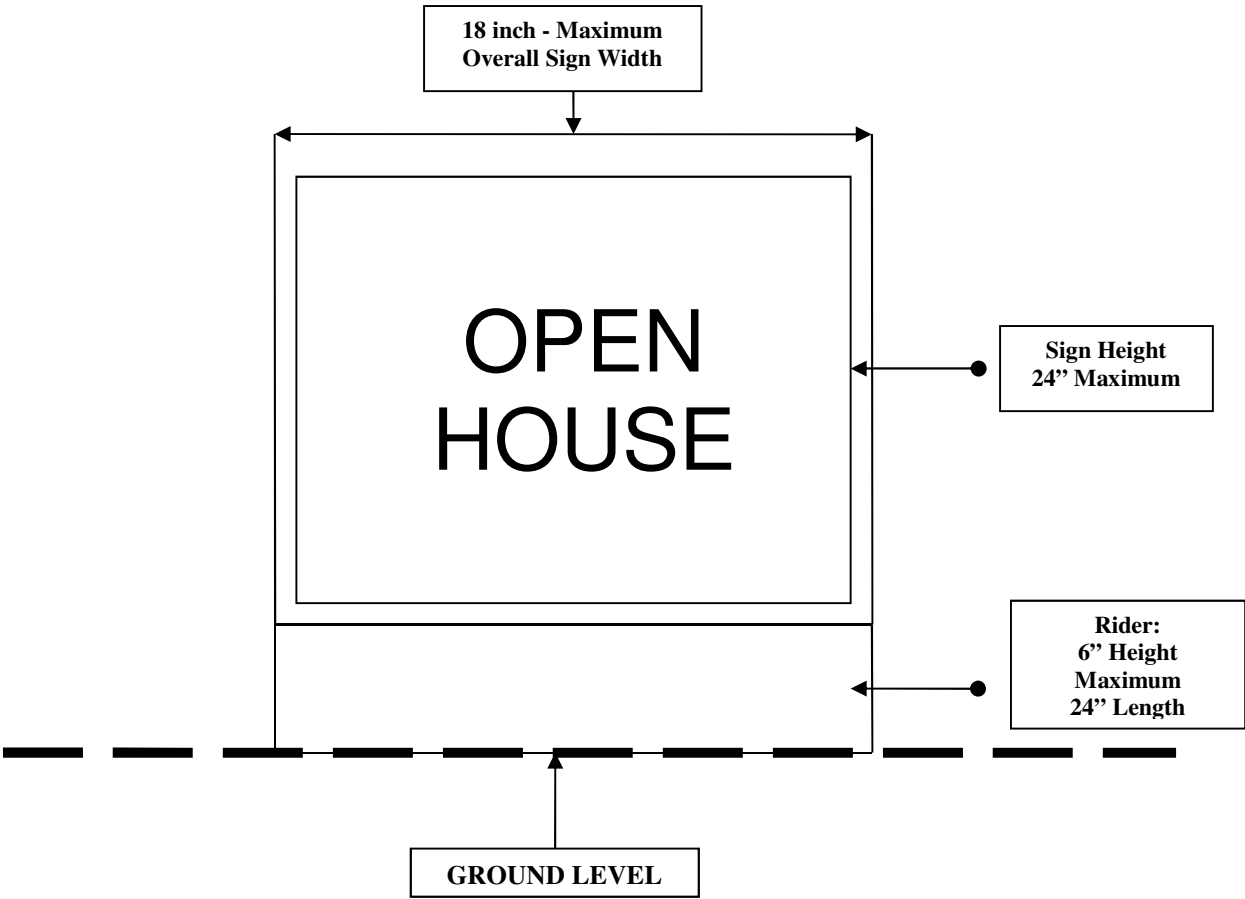 18 inch - Maximum
Overall Sign Width
OPEN
HOUSE
Sign Height
24” Maximum
Rider:
6” Height
Maximum
24” Length
GROUND LEVEL